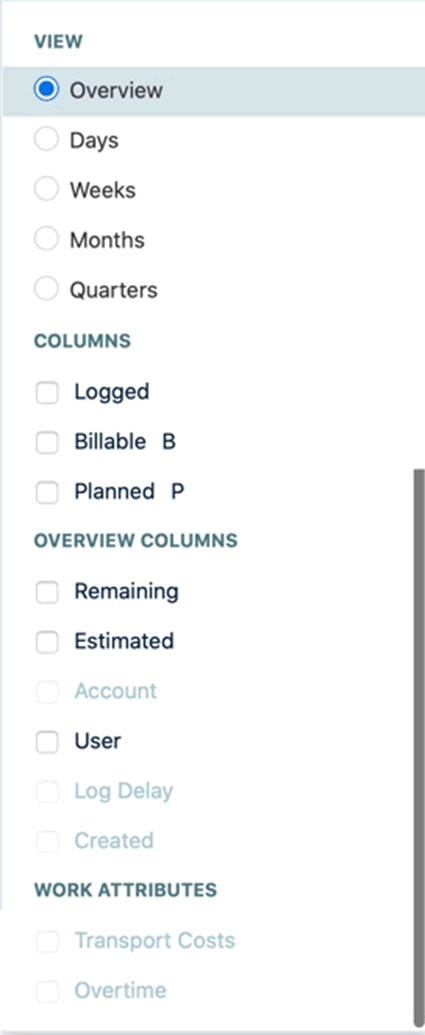 VIEW
Overview
Days
Weeks
Months
Quarters
COLUMNS
Logged
Billable B
Planned P
OVERVIEW COLUMNS
Remaining
Estimated
Account
User
Log Delay
Created
WORK ATTRIBUTES
Transport Costs
Overtime